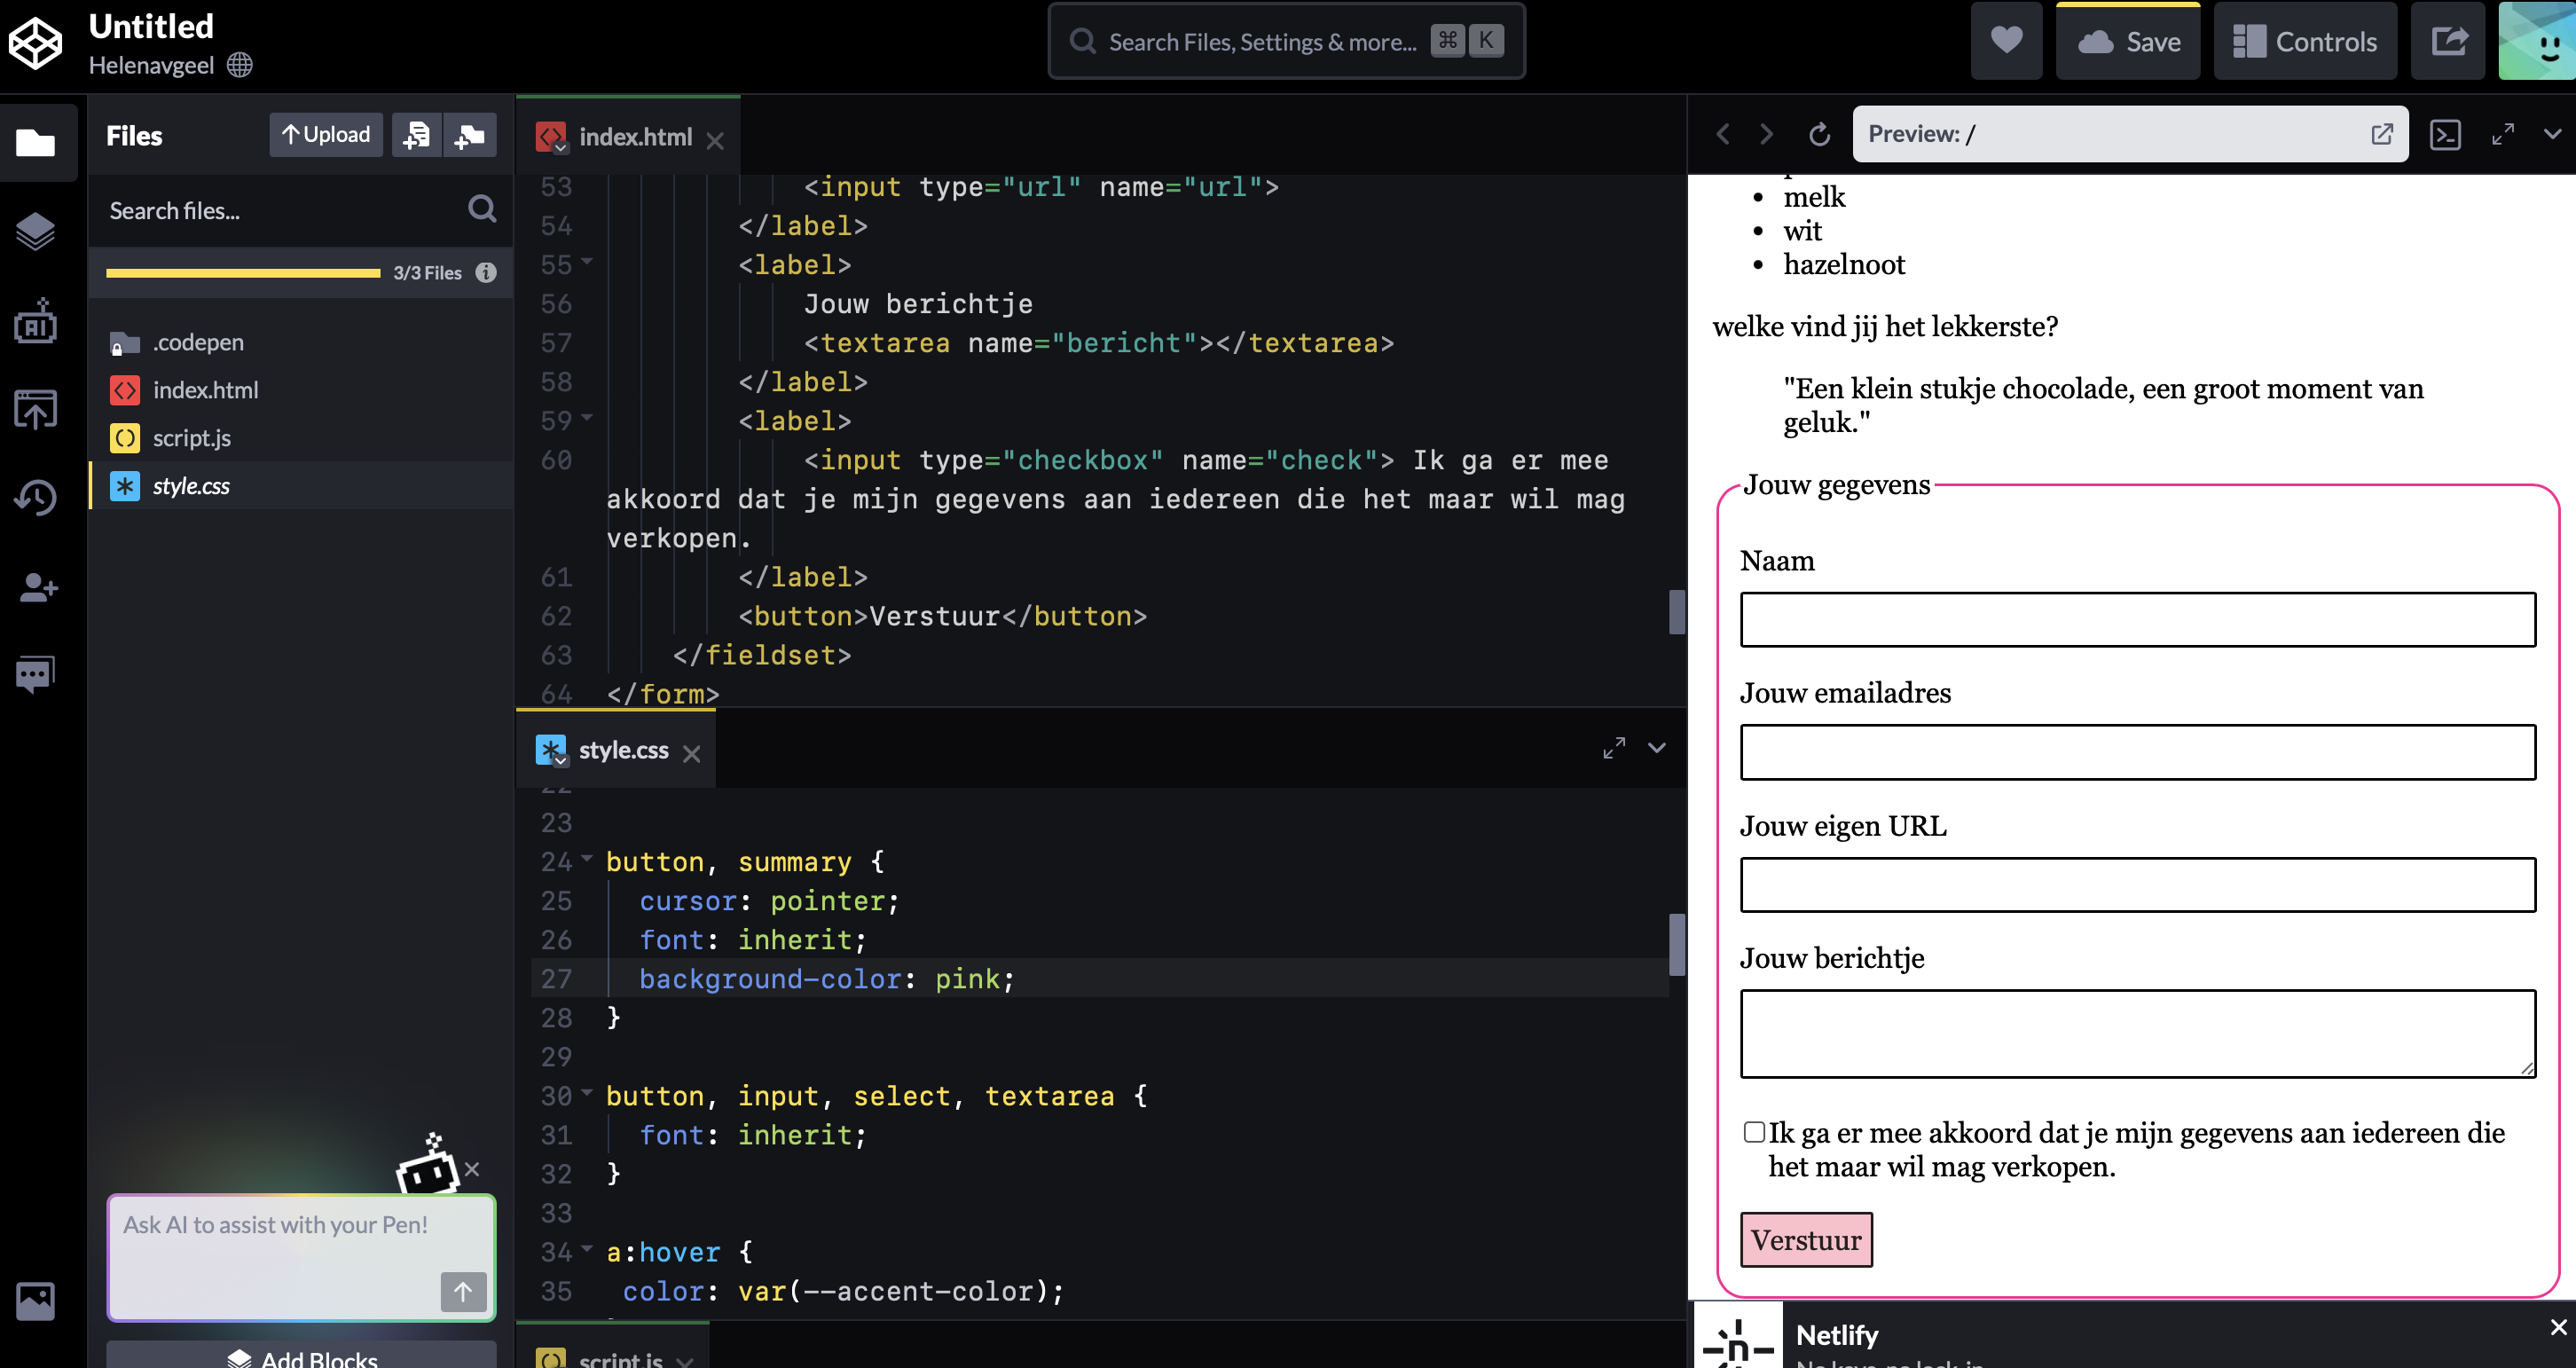 Untitled
Helenavgeel
Search Files, Settings & more... ⌘ K
Save
Controls
Files
Upload
Search files...
3/3 Files
.codepen
index.html
script.js
style.css
Ask AI to assist with your Pen!
Add Blocks
index.html
53 <input type="url" name="url">
54 </label>
55 <label>
56 Jouw berichtje
57 <textarea name="bericht"></textarea>
58 </label>
59 <label>
60 <input type="checkbox" name="check"> Ik ga er mee
akkoord dat je mijn gegevens aan iedereen die het maar wil mag
verkopen.
61 </label>
62 <button>Verstuur</button>
63 </fieldset>
64 </form>
style.css
22
23
24 button, summary {
25 cursor: pointer;
26 font: inherit;
27 background-color: pink;
28 }
29
30 button, input, select, textarea {
31 font: inherit;
32 }
33
34 a:hover {
35 color: var(--accent-color);
script.js
Preview: /
melk
wit
hazelnoot
welke vind jij het lekkerste?
"Een klein stukje chocolade, een groot moment van
geluk."
Jouw gegevens
Naam
Jouw emailadres
Jouw eigen URL
Jouw berichtje
Ik ga er mee akkoord dat je mijn gegevens aan iedereen die
het maar wil mag verkopen.
Verstuur
Netlify